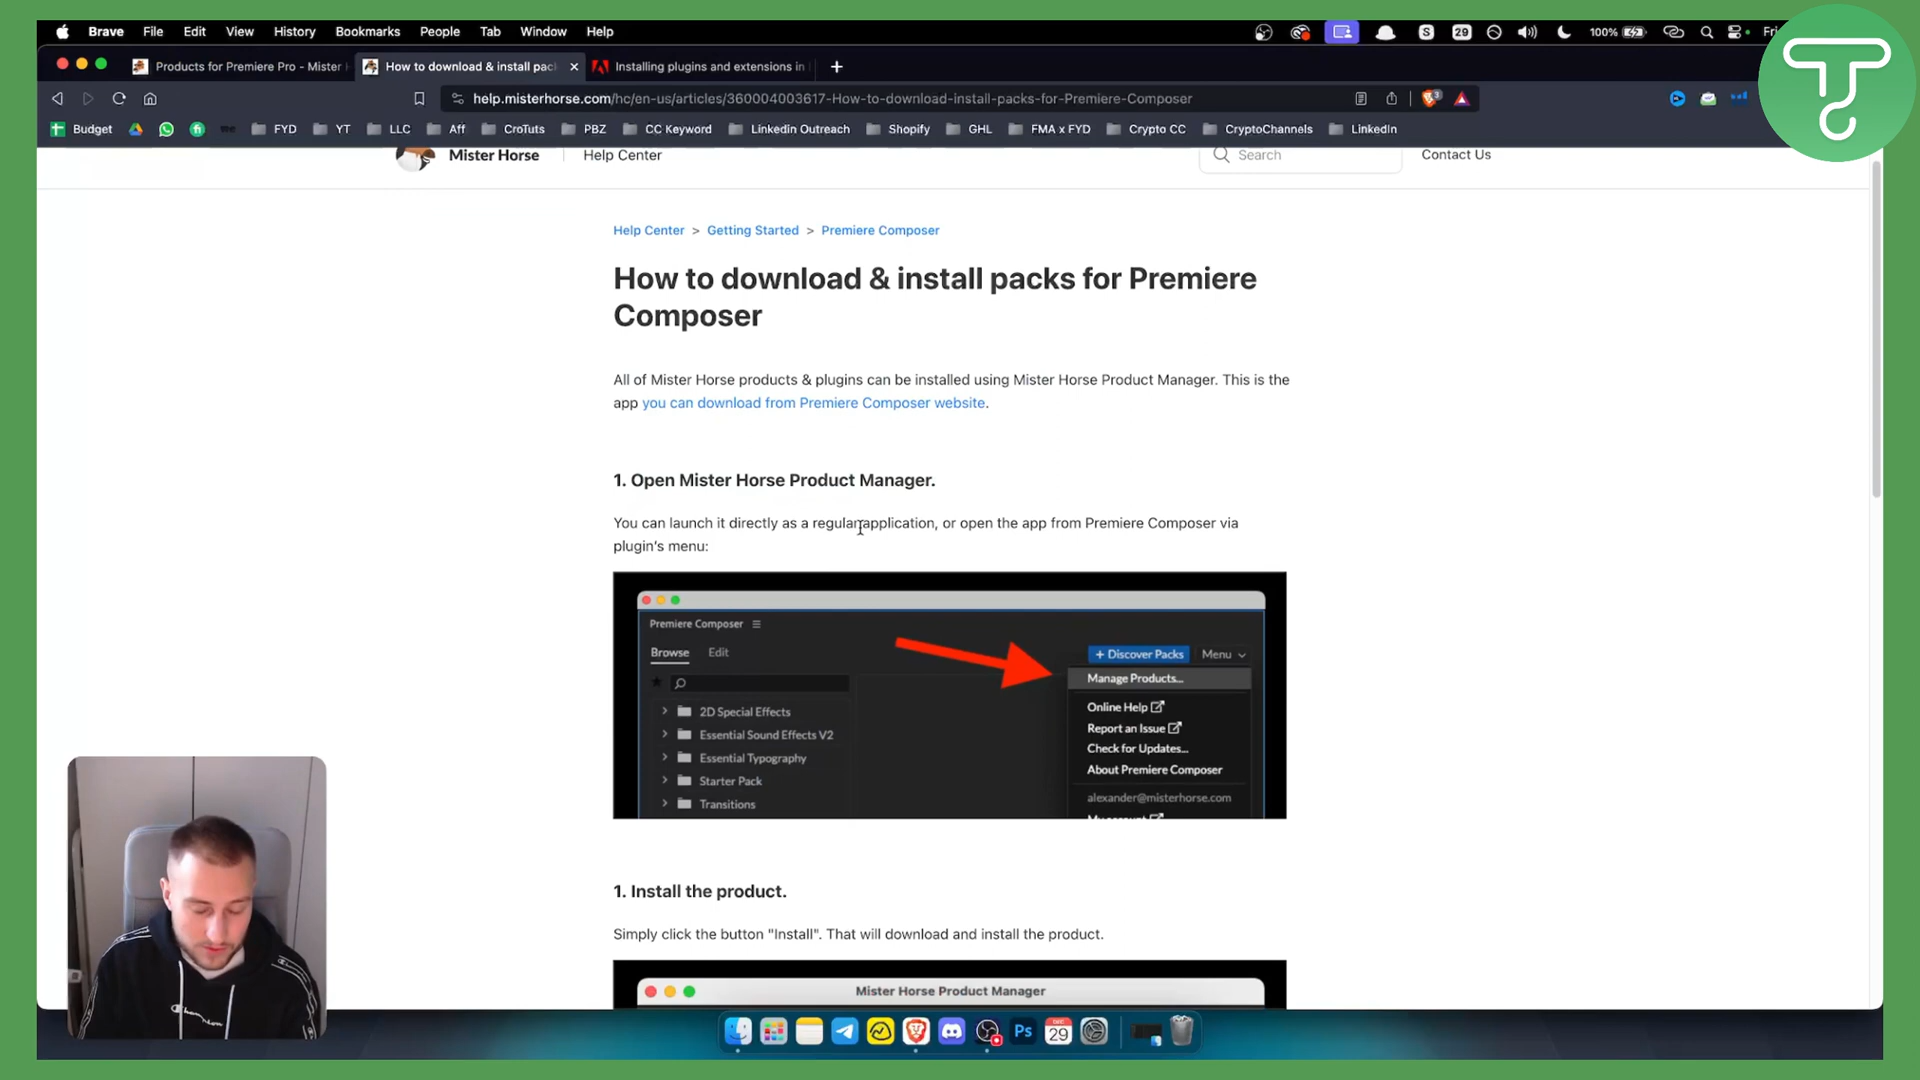 Brave File Edit View History Bookmarks People Tab Window Help
S 29 100%
Products for Premiere Pro - Mister
How to download & install pac
Installing plugins and extensions in
help.misterhorse.com/hc/en-us/articles/360004003617-How-to-download-install-packs-for-Premiere-Composer
Budget FYD YT LLC Aff CroTuts PBZ CC Keyword Linkedin Outreach Shopify GHL FMA x FYD Crypto CC CryptoChannels LinkedIn
Mister Horse Help Center Search Contact Us
Help Center > Getting Started > Premiere Composer
How to download & install packs for Premiere
Composer
All of Mister Horse products & plugins can be installed using Mister Horse Product Manager. This is the
app you can download from Premiere Composer website.
1. Open Mister Horse Product Manager.
You can launch it directly as a regular application, or open the app from Premiere Composer via
plugin's menu:
Premiere Composer
Browse Edit
+ Discover Packs Menu
Manage Products...
Online Help
Report an Issue
Check for Updates...
About Premiere Composer
alexander@misterhorse.com
2D Special Effects
Essential Sound Effects V2
Essential Typography
Starter Pack
Transitions
1. Install the product.
Simply click the button "Install". That will download and install the product.
Mister Horse Product Manager
Ps
29